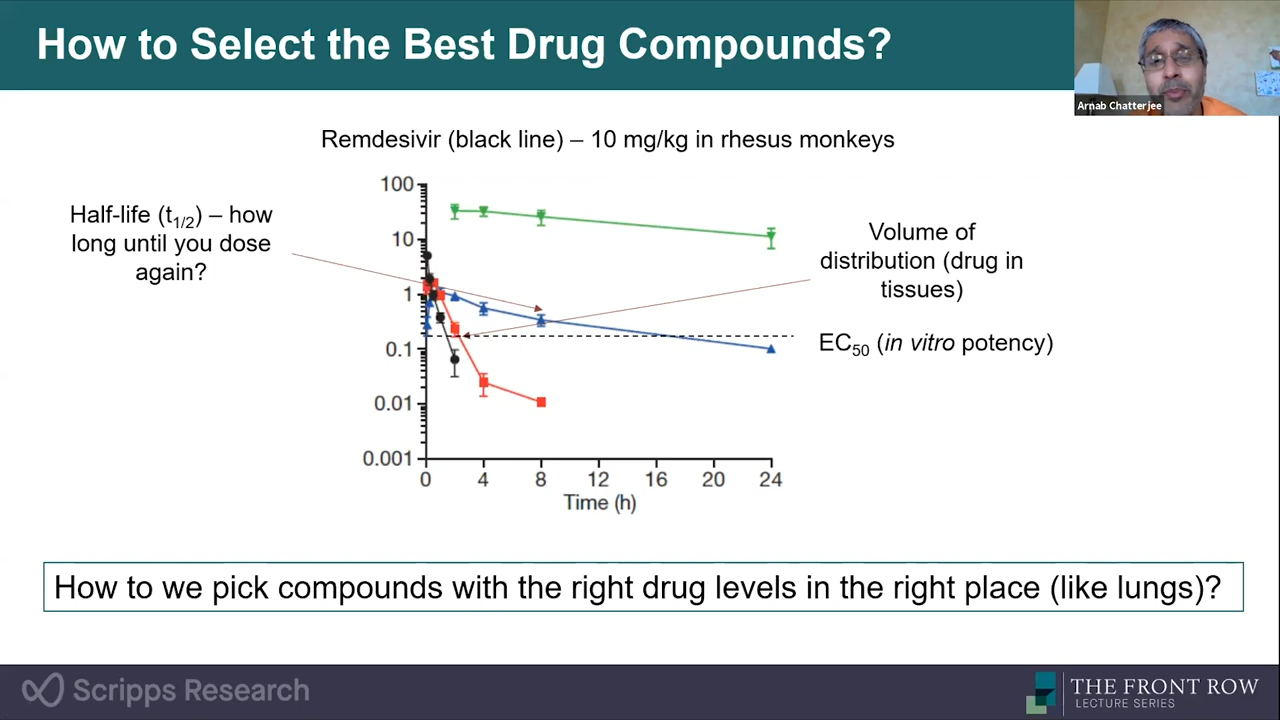 How to Select the Best Drug Compounds?
Arnab Chatterjee
Remdesivir (black line) – 10 mg/kg in rhesus monkeys
Half-life (t1/2) – how
long until you dose
again?
100
10
1
0.1
0.01
0.001
0 4 8 12 16 20 24
Time (h)
Volume of
distribution (drug in
tissues)
EC50 (in vitro potency)
How to we pick compounds with the right drug levels in the right place (like lungs)?
Scripps Research
THE FRONT ROW
LECTURE SERIES